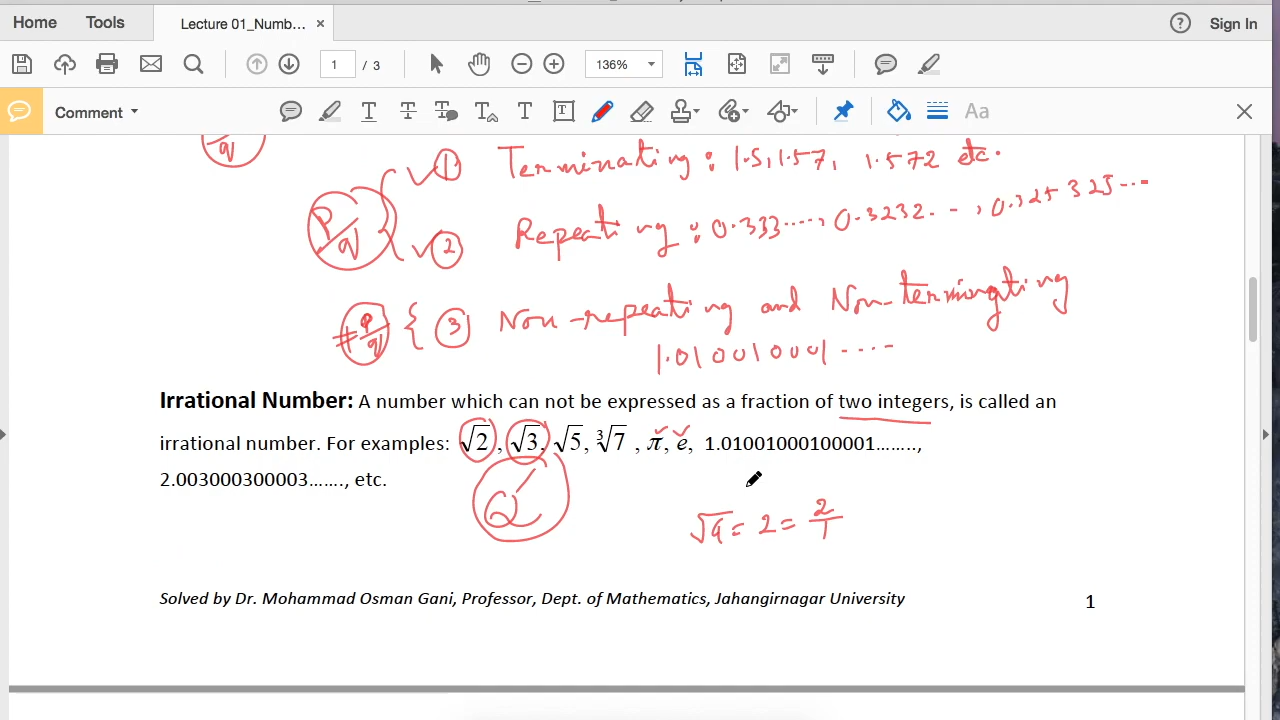 Home Tools Lecture 01_Numb... × ? Sign In
1 / 3 136%
Comment T T T T T Aa
q
p/q ① Terminating: 1.5, 1.57, 1.572 etc.
② Repeating: 0.333....., 0.3232..., 0.325325...
≠ p/q { ③ Non-repeating and Non-terminating
1.010010001.....
Irrational Number: A number which can not be expressed as a fraction of two integers, is called an
irrational number. For examples: √2, √3, √5, ∛7, π, e, 1.01001000100001........,
2.003000300003......., etc.
Q′
√4 = 2 = 2/1
Solved by Dr. Mohammad Osman Gani, Professor, Dept. of Mathematics, Jahangirnagar University 1